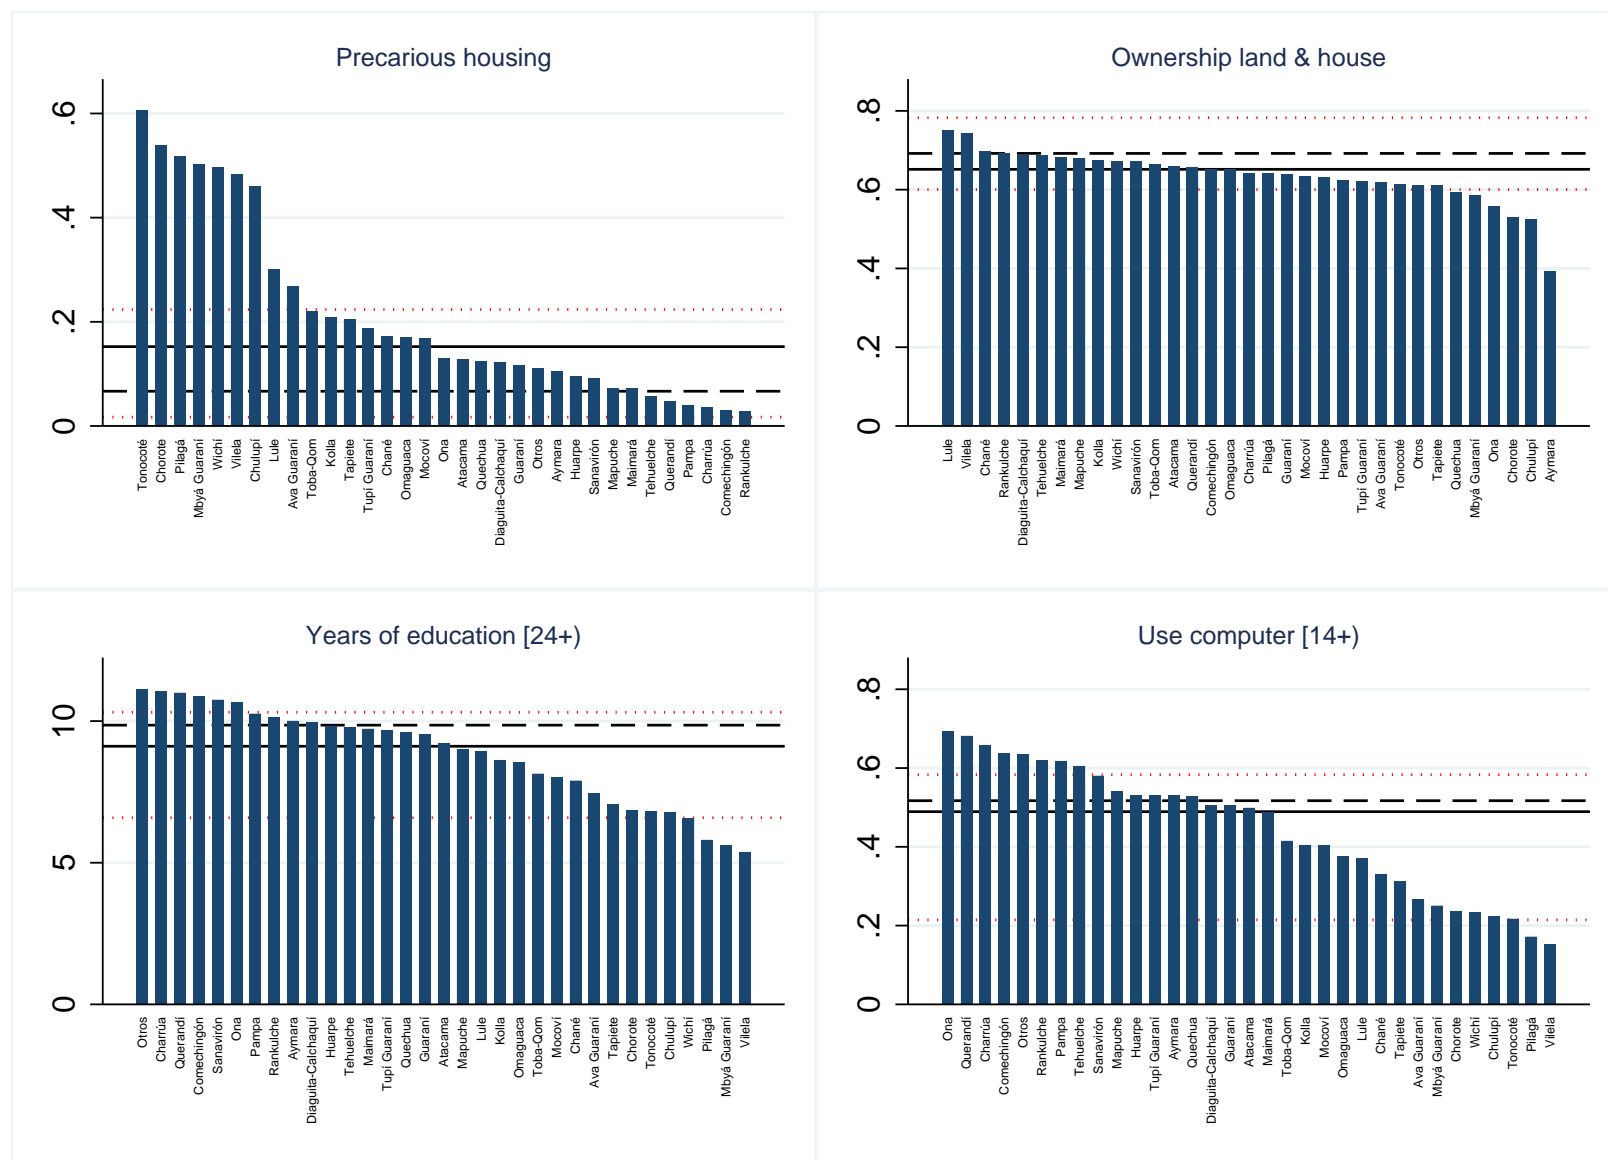 Precarious housing
.6
.4
.2
0
Tonocoté
Chorote
Pilagá
Mbyá Guaraní
Wichí
Vilela
Chulupí
Lule
Ava Guaraní
Toba-Qom
Kolla
Tapiete
Tupí Guaraní
Chané
Omaguaca
Mocoví
Ona
Atacama
Quechua
Diaguita-Calchaquí
Guaraní
Otros
Aymara
Huarpe
Sanavirón
Mapuche
Maimará
Tehuelche
Querandí
Pampa
Charrúa
Comechingón
Rankulche
Ownership land & house
.8
.6
.4
.2
0
Lule
Vilela
Chané
Rankulche
Diaguita-Calchaquí
Tehuelche
Maimará
Mapuche
Kolla
Wichí
Sanavirón
Toba-Qom
Atacama
Querandí
Comechingón
Omaguaca
Charrúa
Pilagá
Guaraní
Mocoví
Huarpe
Pampa
Tupí Guaraní
Ava Guaraní
Tonocoté
Otros
Tapiete
Quechua
Mbyá Guaraní
Ona
Chorote
Chulupí
Aymara
Years of education [24+)
10
5
0
Otros
Charrúa
Querandí
Comechingón
Sanavirón
Ona
Pampa
Rankulche
Aymara
Diaguita-Calchaquí
Huarpe
Tehuelche
Maimará
Tupí Guaraní
Quechua
Guaraní
Atacama
Mapuche
Lule
Kolla
Omaguaca
Toba-Qom
Mocoví
Chané
Ava Guaraní
Tapiete
Chorote
Tonocoté
Chulupí
Wichí
Pilagá
Mbyá Guaraní
Vilela
Use computer [14+)
.8
.6
.4
.2
0
Ona
Querandí
Charrúa
Comechingón
Otros
Rankulche
Pampa
Tehuelche
Sanavirón
Mapuche
Huarpe
Tupí Guaraní
Aymara
Quechua
Diaguita-Calchaquí
Guaraní
Atacama
Maimará
Toba-Qom
Kolla
Mocoví
Omaguaca
Lule
Chané
Tapiete
Ava Guaraní
Mbyá Guaraní
Chorote
Wichí
Chulupí
Tonocoté
Pilagá
Vilela